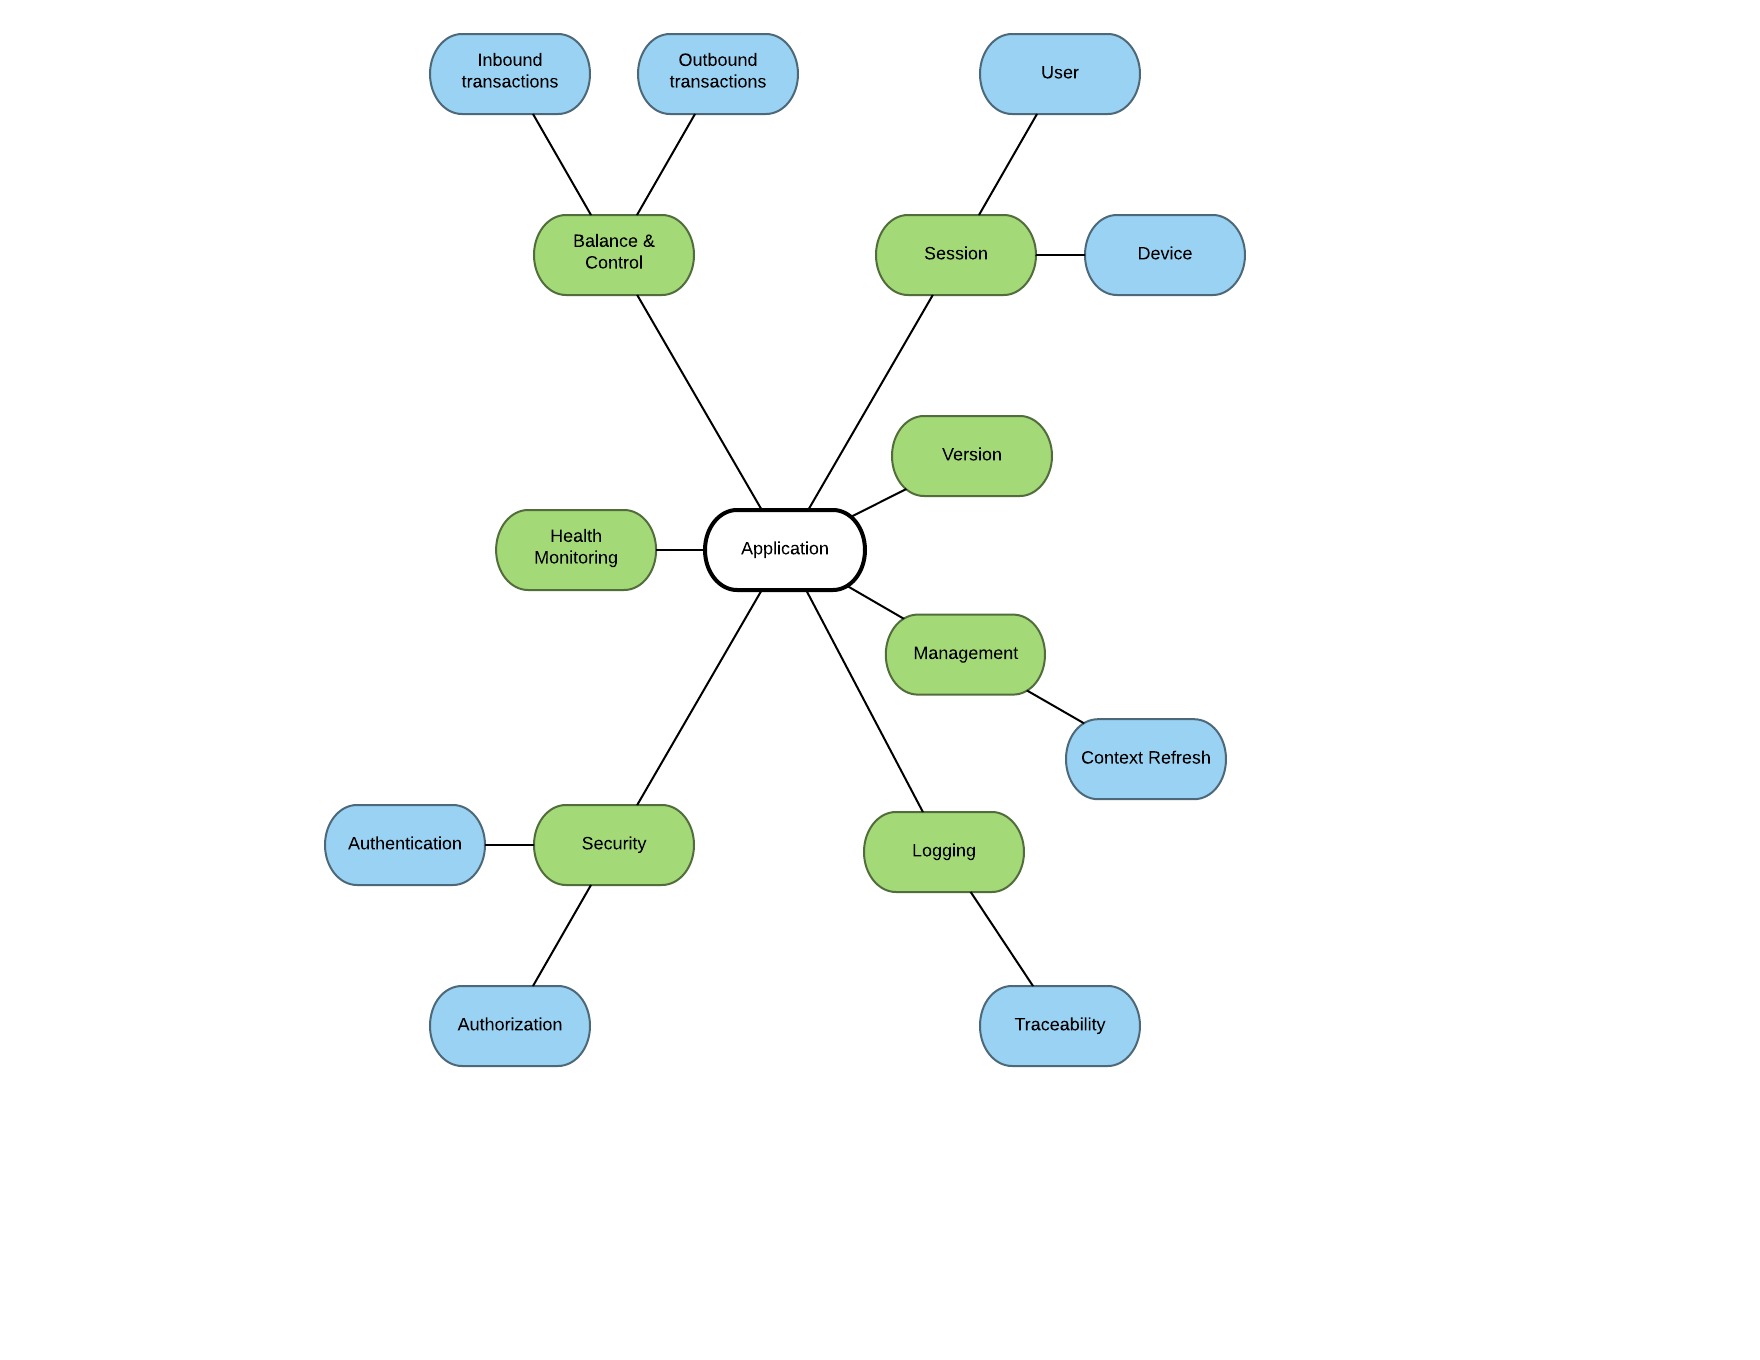 Inbound
transactions
Outbound
transactions
User
Balance &
Control
Session
Device
Version
Health
Monitoring
Application
Management
Context Refresh
Authentication
Security
Logging
Authorization
Traceability